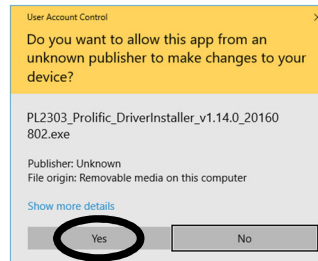 User Account Control
Do you want to allow this app from an
unknown publisher to make changes to your
device?
PL2303_Prolific_DriverInstaller_v1.14.0_20160
802.exe
Publisher: Unknown
File origin: Removable media on this computer
Show more details
Yes
No